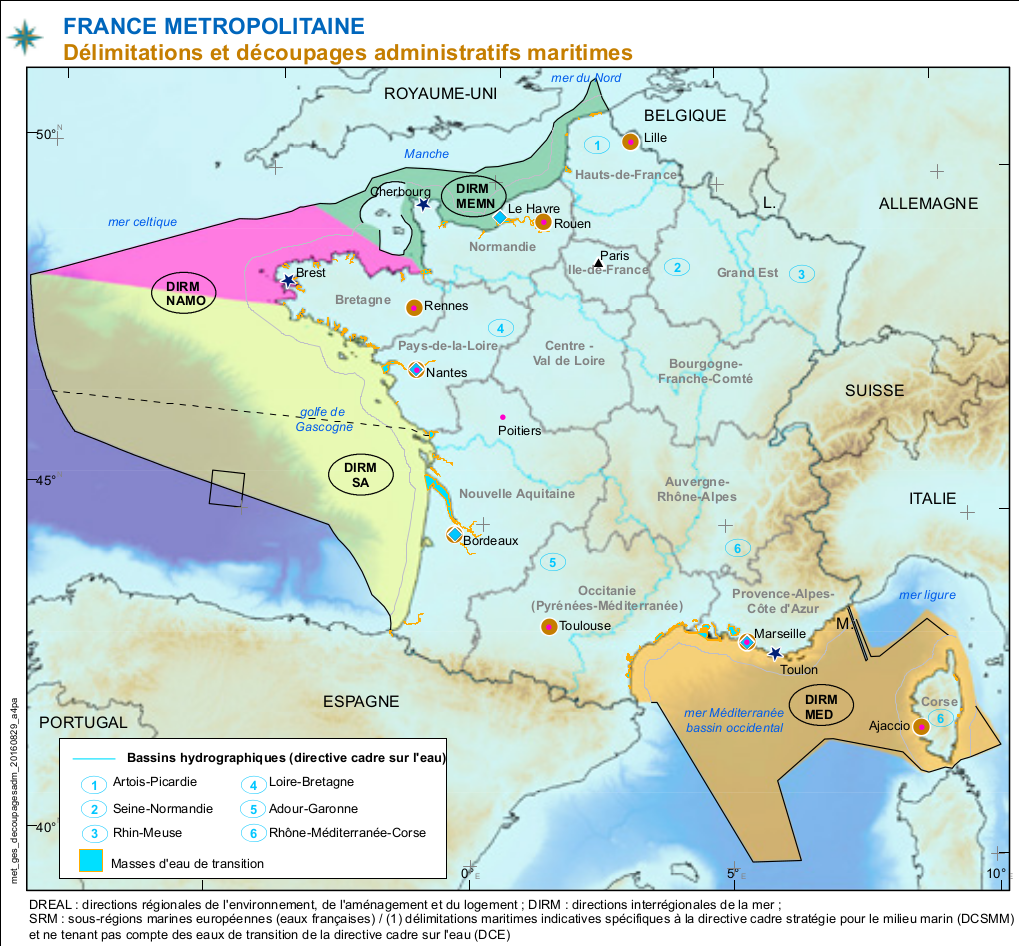 FRANCE METROPOLITAINE
Délimitations et découpages administratifs maritimes
mer du Nord
ROYAUME-UNI
BELGIQUE
50° N
1
Lille
Manche
Hauts-de-France
Cherbourg
DIRM
MEMN
L.
ALLEMAGNE
Le Havre
mer celtique
Rouen
Normandie
Paris
Ile-de-France
2
Grand Est
3
Brest
DIRM
NAMO
Bretagne
Rennes
4
Pays-de-la-Loire
Centre -
Val de Loire
Nantes
Bourgogne-
Franche-Comté
SUISSE
golfe de
Gascogne
Poitiers
DIRM
SA
45°
Nouvelle Aquitaine
Auvergne-
Rhône-Alpes
ITALIE
Bordeaux
6
5
Occitanie
(Pyrénées-Méditerranée)
Provence-Alpes-
Côte d'Azur
mer ligure
Toulouse
M.
Marseille
Toulon
ESPAGNE
DIRM
MED
Corse
6
PORTUGAL
mer Méditerranée
bassin occidental
Ajaccio
met_ges_decoupagesadm_20160829_a4pa
Bassins hydrographiques (directive cadre sur l'eau)
1 Artois-Picardie
4 Loire-Bretagne
2 Seine-Normandie
5 Adour-Garonne
3 Rhin-Meuse
6 Rhône-Méditerranée-Corse
Masses d'eau de transition
40°
0° E
5° E
10° E
DREAL : directions régionales de l'environnement, de l'aménagement et du logement ; DIRM : directions interrégionales de la mer ;
SRM : sous-régions marines européennes (eaux françaises) / (1) délimitations maritimes indicatives spécifiques à la directive cadre stratégie pour le milieu marin (DCSMM)
et ne tenant pas compte des eaux de transition de la directive cadre sur l'eau (DCE)